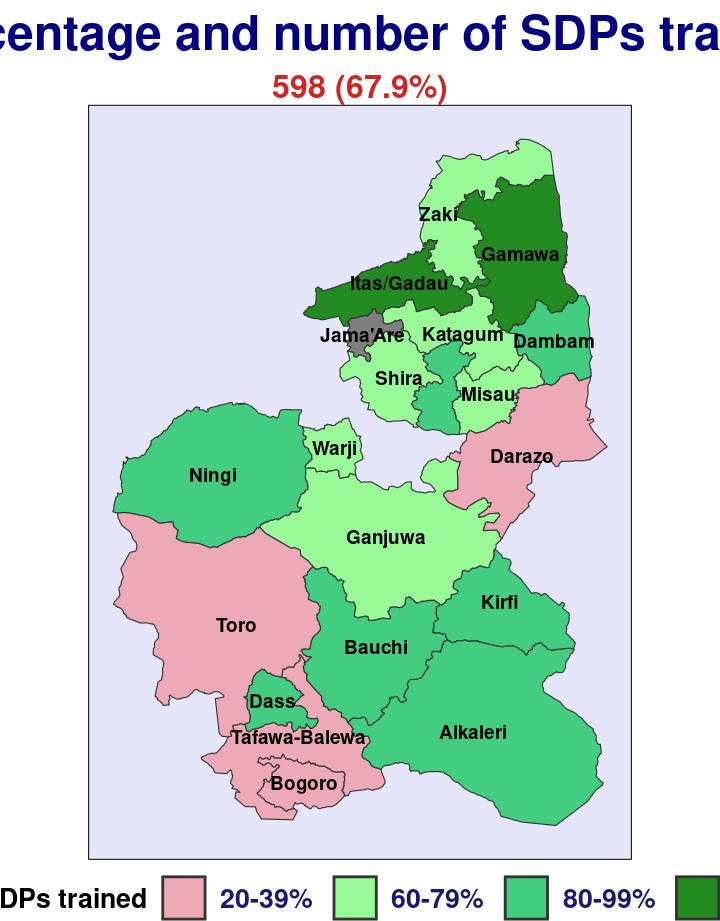 centage and number of SDPs tra
598 (67.9%)
Zaki
Gamawa
Itas/Gadau
Jama'Are
Katagum
Dambam
Shira
Misau
Warji
Darazo
Ningi
Ganjuwa
Kirfi
Toro
Bauchi
Dass
Alkaleri
Tafawa-Balewa
Bogoro
DPs trained 20-39% 60-79% 80-99%